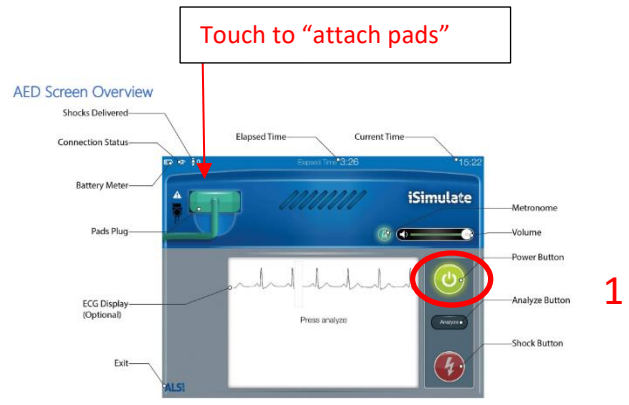 Touch to “attach pads”
AED Screen Overview
Shocks Delivered
Connection Status
Elapsed Time
Current Time
Elapsed Time 3:26
15:22
Battery Meter
iSimulate
Metronome
Pads Plug
Volume
Power Button
1
ECG Display
(Optional)
Press analyze
Analyze Button
Analyze
Shock Button
Exit
ALSi